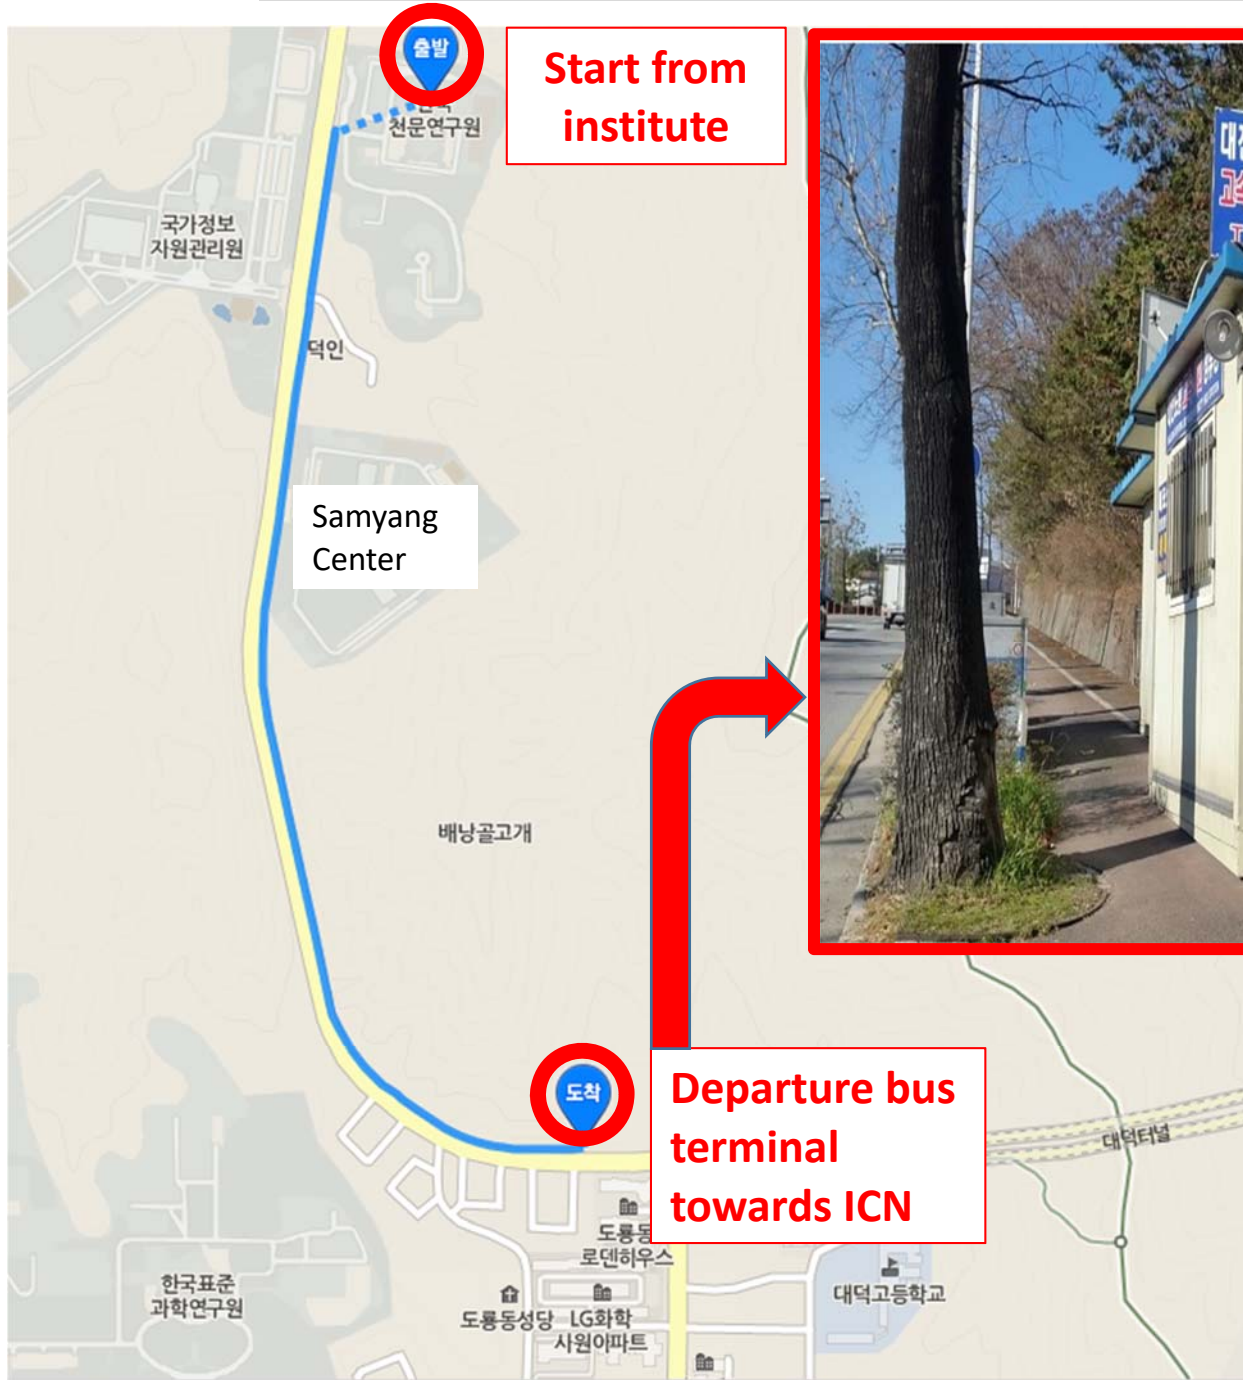 출발
Start from
institute
천문연구원
국가정보
자원관리원
덕인
Samyang
Center
배낭골고개
도착
Departure bus
terminal
towards ICN
대덕터널
도룡동
로덴하우스
한국표준
과학연구원
도룡동성당
LG화학
사원아파트
대덕고등학교